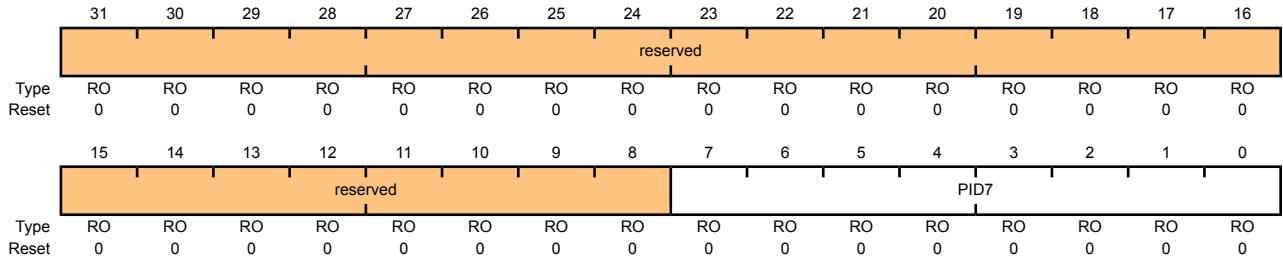 31 30 29 28 27 26 25 24 23 22 21 20 19 18 17 16
reserved
Type RO RO RO RO RO RO RO RO RO RO RO RO RO RO RO RO
Reset 0 0 0 0 0 0 0 0 0 0 0 0 0 0 0 0
15 14 13 12 11 10 9 8 7 6 5 4 3 2 1 0
reserved PID7
Type RO RO RO RO RO RO RO RO RO RO RO RO RO RO RO RO
Reset 0 0 0 0 0 0 0 0 0 0 0 0 0 0 0 0